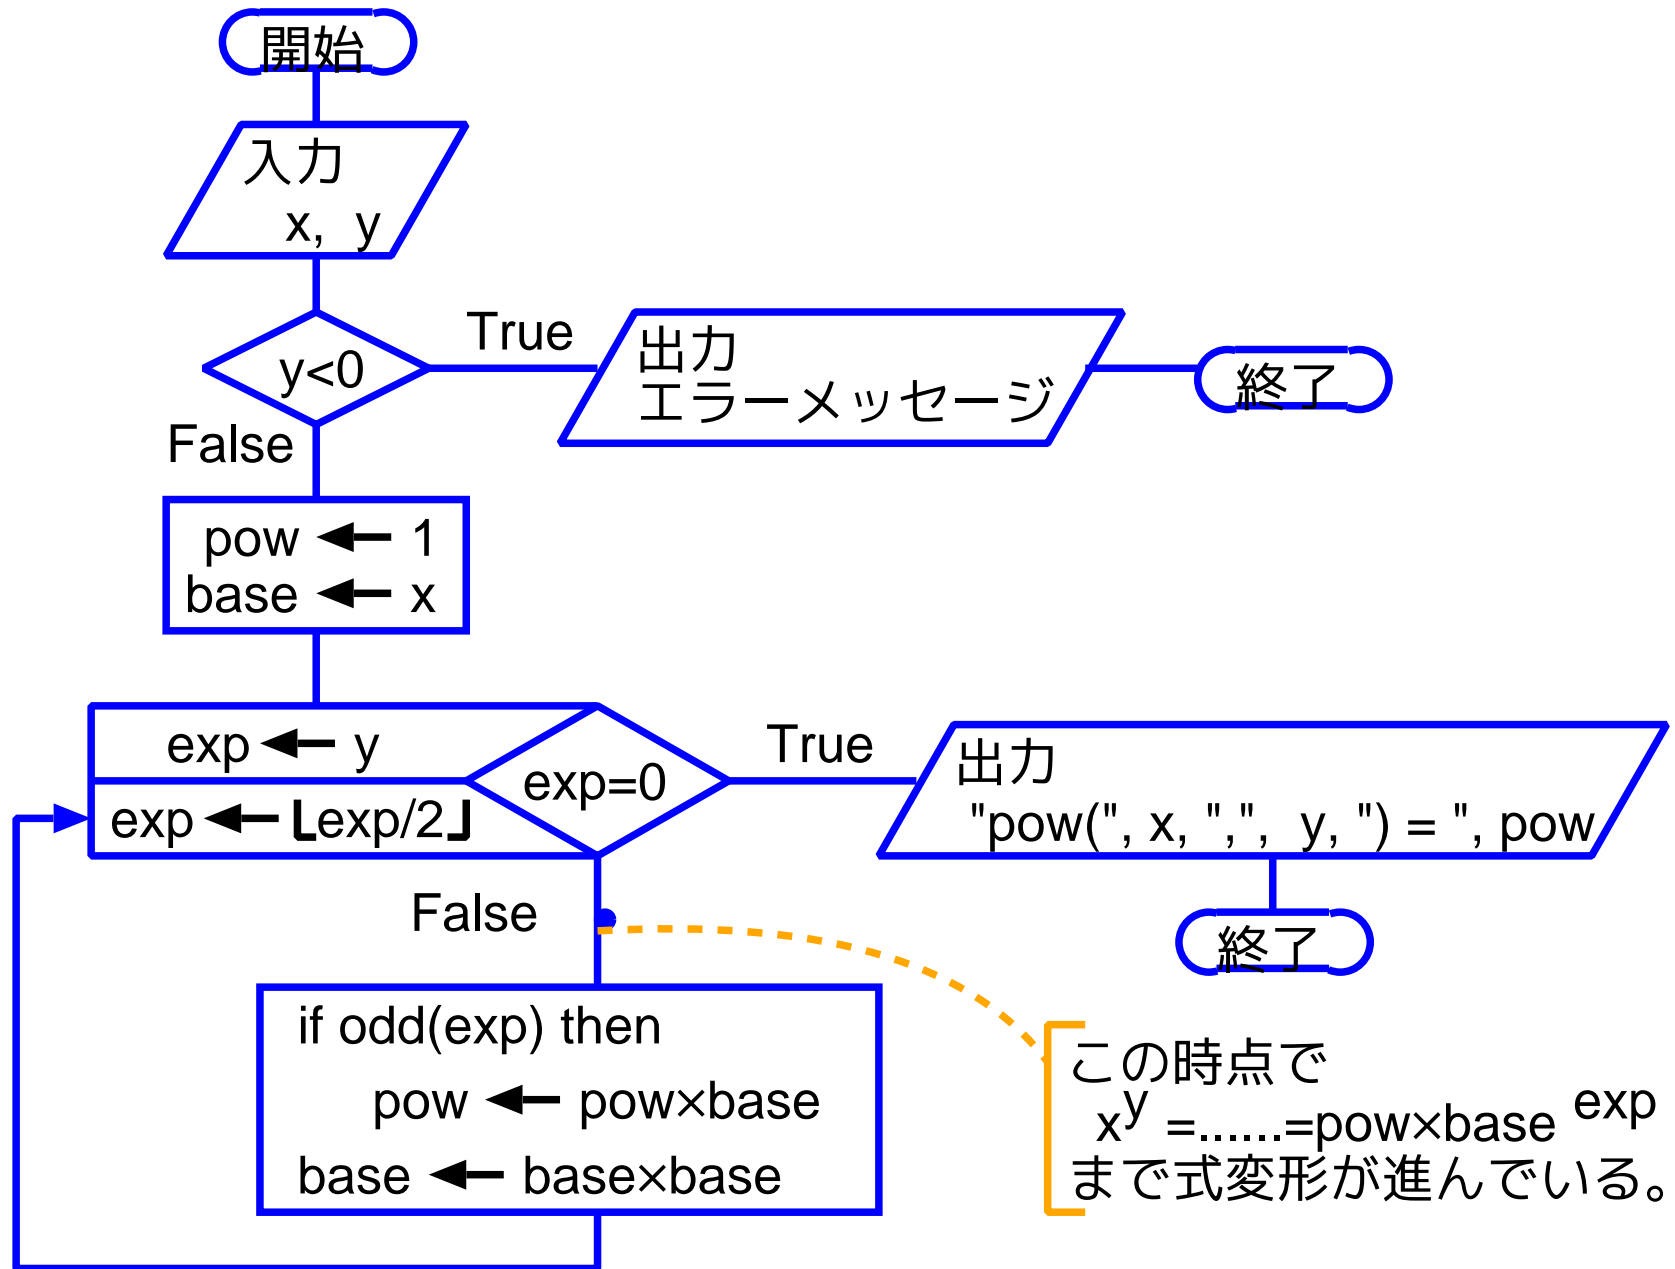 開始
入力
x, y
y<0
True
出力
エラーメッセージ
終了
False
pow ← 1
base ← x
exp ← y
exp ← ⌊exp/2⌋
exp=0
True
出力
"pow(", x, ",", y, ") = ", pow
終了
False
if odd(exp) then
pow ← pow×base
base ← base×base
この時点で
x^y =......=pow×base^exp
まで式変形が進んでいる。